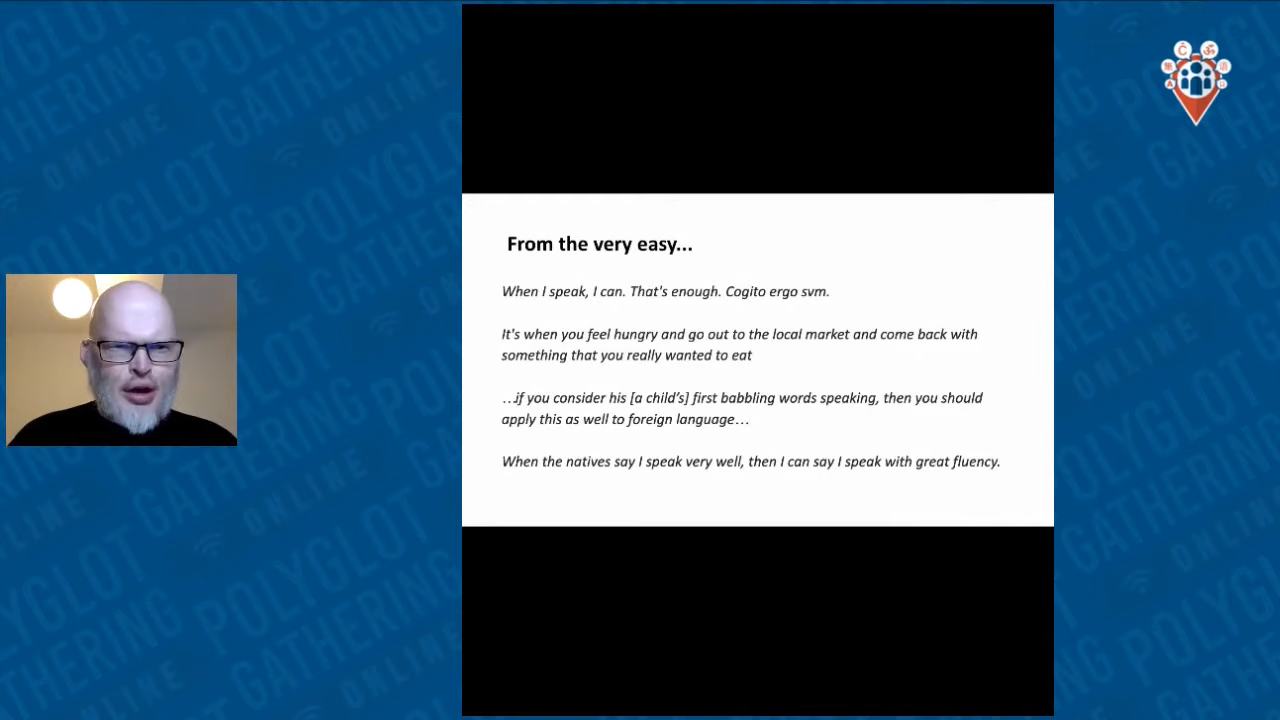 From the very easy...
When I speak, I can. That's enough. Cogito ergo svm.
It's when you feel hungry and go out to the local market and come back with
something that you really wanted to eat
…if you consider his [a child's] first babbling words speaking, then you should
apply this as well to foreign language…
When the natives say I speak very well, then I can say I speak with great fluency.
POLYGLOT
GATHERING
ONLINE